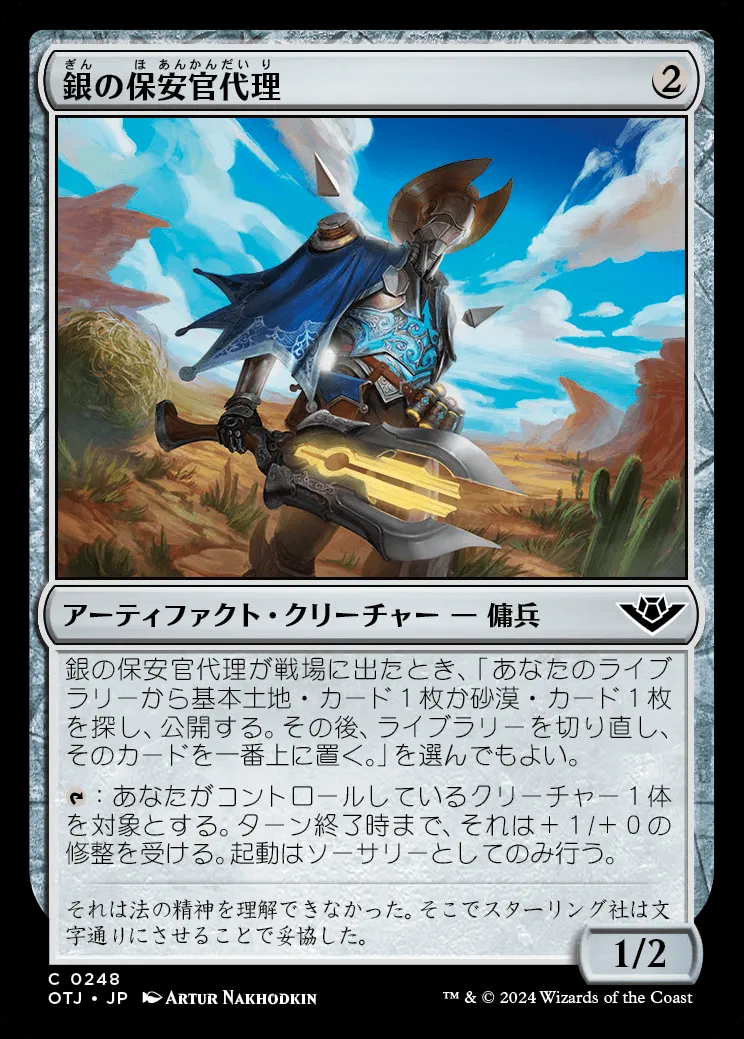 ぎん ほ あんかんだい り
銀の保安官代理
2
アーティファクト・クリーチャー — 傭兵
銀の保安官代理が戦場に出たとき、「あなたのライブ
ラリーから基本土地・カード１枚か砂漠・カード１枚
を探し、公開する。その後、ライブラリーを切り直し、
そのカードを一番上に置く。」を選んでもよい。
：あなたがコントロールしているクリーチャー１体
を対象とする。ターン終了時まで、それは＋１/＋０の
修整を受ける。起動はソーサリーとしてのみ行う。
それは法の精神を理解できなかった。そこでスターリング社は文
字通りにさせることで妥協した。
1/2
C 0248
OTJ • JP Artur Nakhodkin
™ & © 2024 Wizards of the Coast